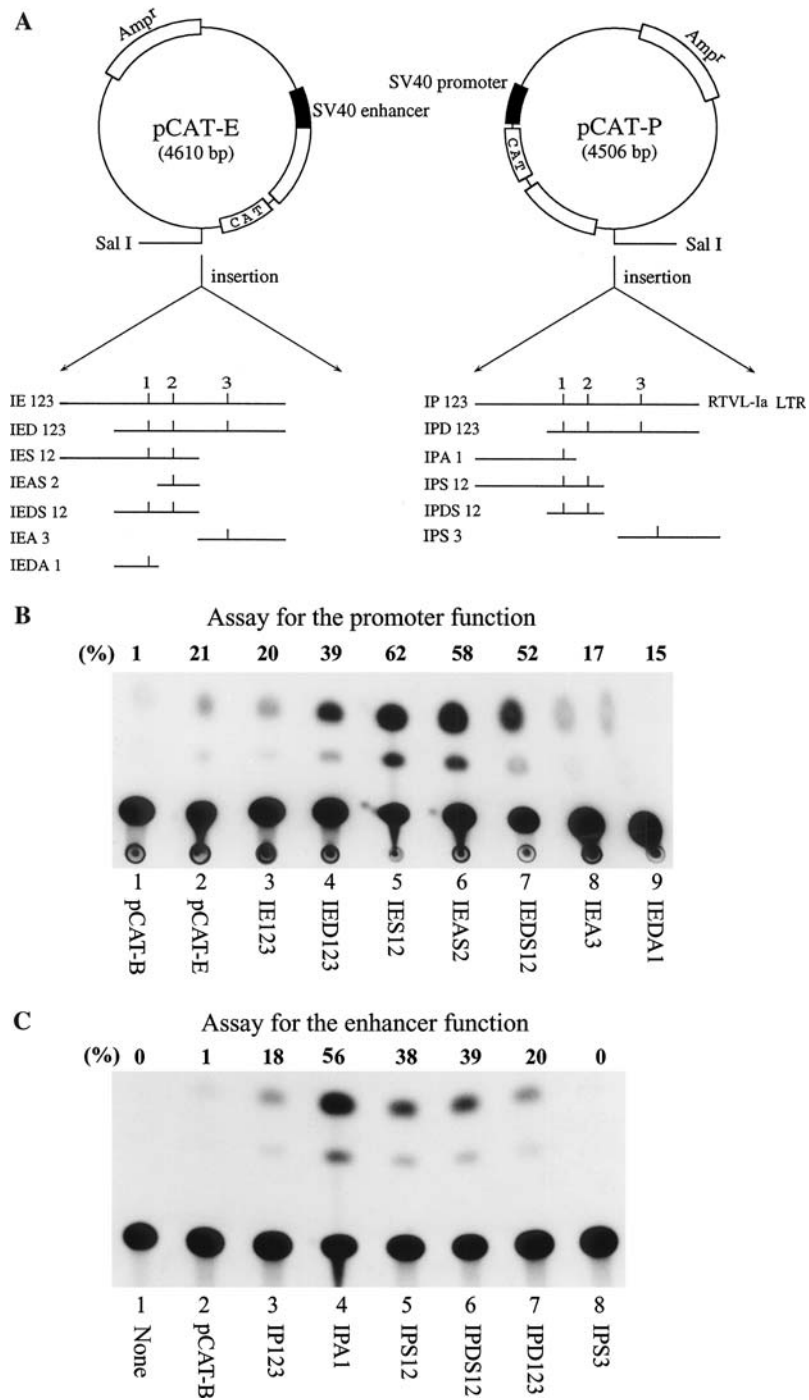 A
Ampr
SV40 enhancer
pCAT-E
(4610 bp)
CAT
Sal I
insertion
SV40 promoter
Ampr
pCAT-P
(4506 bp)
CAT
Sal I
insertion
1 2 3
IE 123
IED 123
IES 12
IEAS 2
IEDS 12
IEA 3
IEDA 1
1 2 3
IP 123 RTVL-Ia LTR
IPD 123
IPA 1
IPS 12
IPDS 12
IPS 3
B
Assay for the promoter function
(%) 1 21 20 39 62 58 52 17 15
1 2 3 4 5 6 7 8 9
pCAT-B pCAT-E IE123 IED123 IES12 IEAS2 IEDS12 IEA3 IEDA1
C
Assay for the enhancer function
(%) 0 1 18 56 38 39 20 0
1 2 3 4 5 6 7 8
None pCAT-B IP123 IPA1 IPS12 IPDS12 IPD123 IPS3